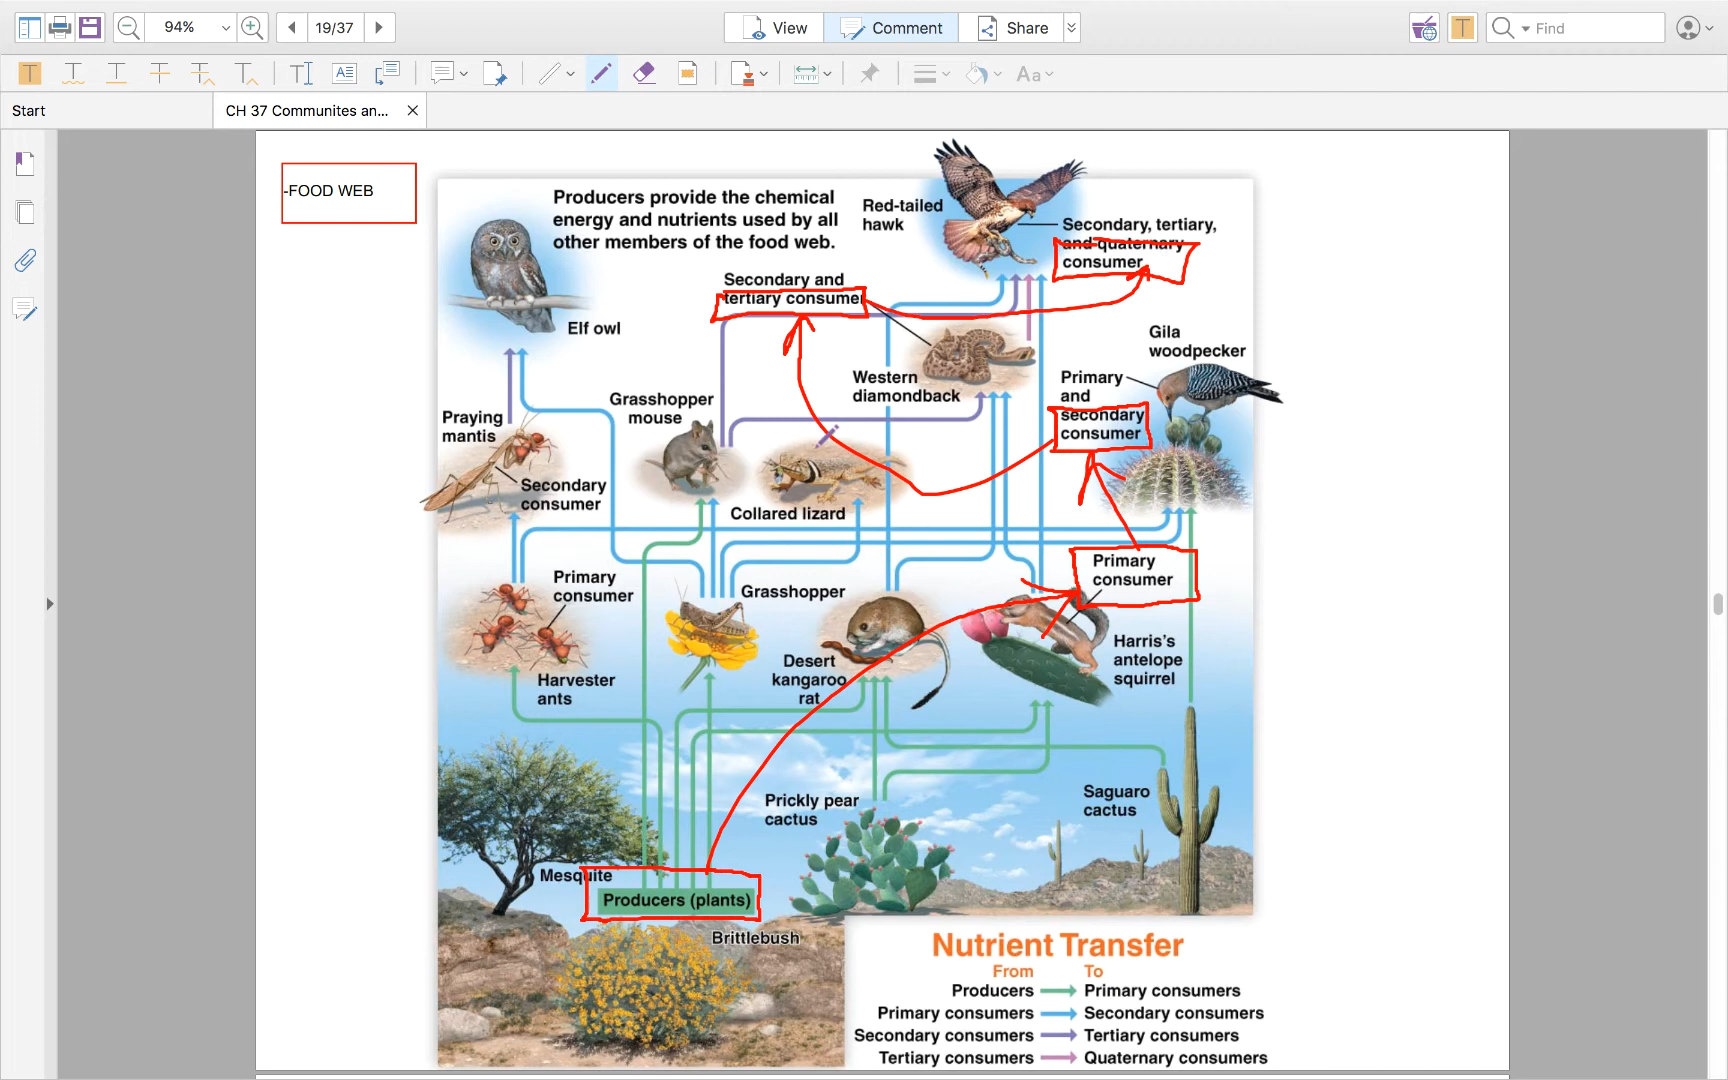 94%
19/37
View
Comment
Share
Find
Start
CH 37 Communites an...
-FOOD WEB
Producers provide the chemical
energy and nutrients used by all
other members of the food web.
Red-tailed
hawk
Secondary, tertiary,
and quaternary
consumer
Secondary and
tertiary consumer
Elf owl
Gila
woodpecker
Western
diamondback
Primary
and
secondary
consumer
Grasshopper
mouse
Praying
mantis
Secondary
consumer
Collared lizard
Primary
consumer
Grasshopper
Primary
consumer
Harvester
ants
Desert
kangaroo
rat
Harris's
antelope
squirrel
Prickly pear
cactus
Saguaro
cactus
Mesquite
Producers (plants)
Brittlebush
Nutrient Transfer
From To
Producers Primary consumers
Primary consumers Secondary consumers
Secondary consumers Tertiary consumers
Tertiary consumers Quaternary consumers